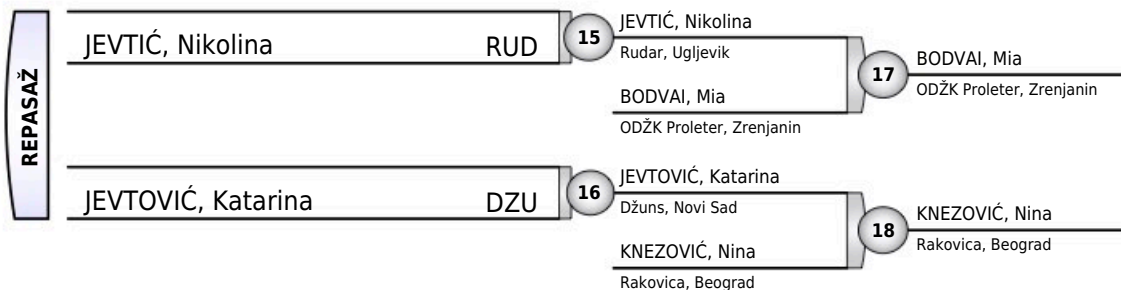 REPASAŽ
JEVTIĆ, Nikolina RUD
15
JEVTIĆ, Nikolina
Rudar, Ugljevik
BODVAI, Mia
ODŽK Proleter, Zrenjanin
17
BODVAI, Mia
ODŽK Proleter, Zrenjanin
JEVTOVIĆ, Katarina DZU
16
JEVTOVIĆ, Katarina
Džuns, Novi Sad
KNEZOVIĆ, Nina
Rakovica, Beograd
18
KNEZOVIĆ, Nina
Rakovica, Beograd